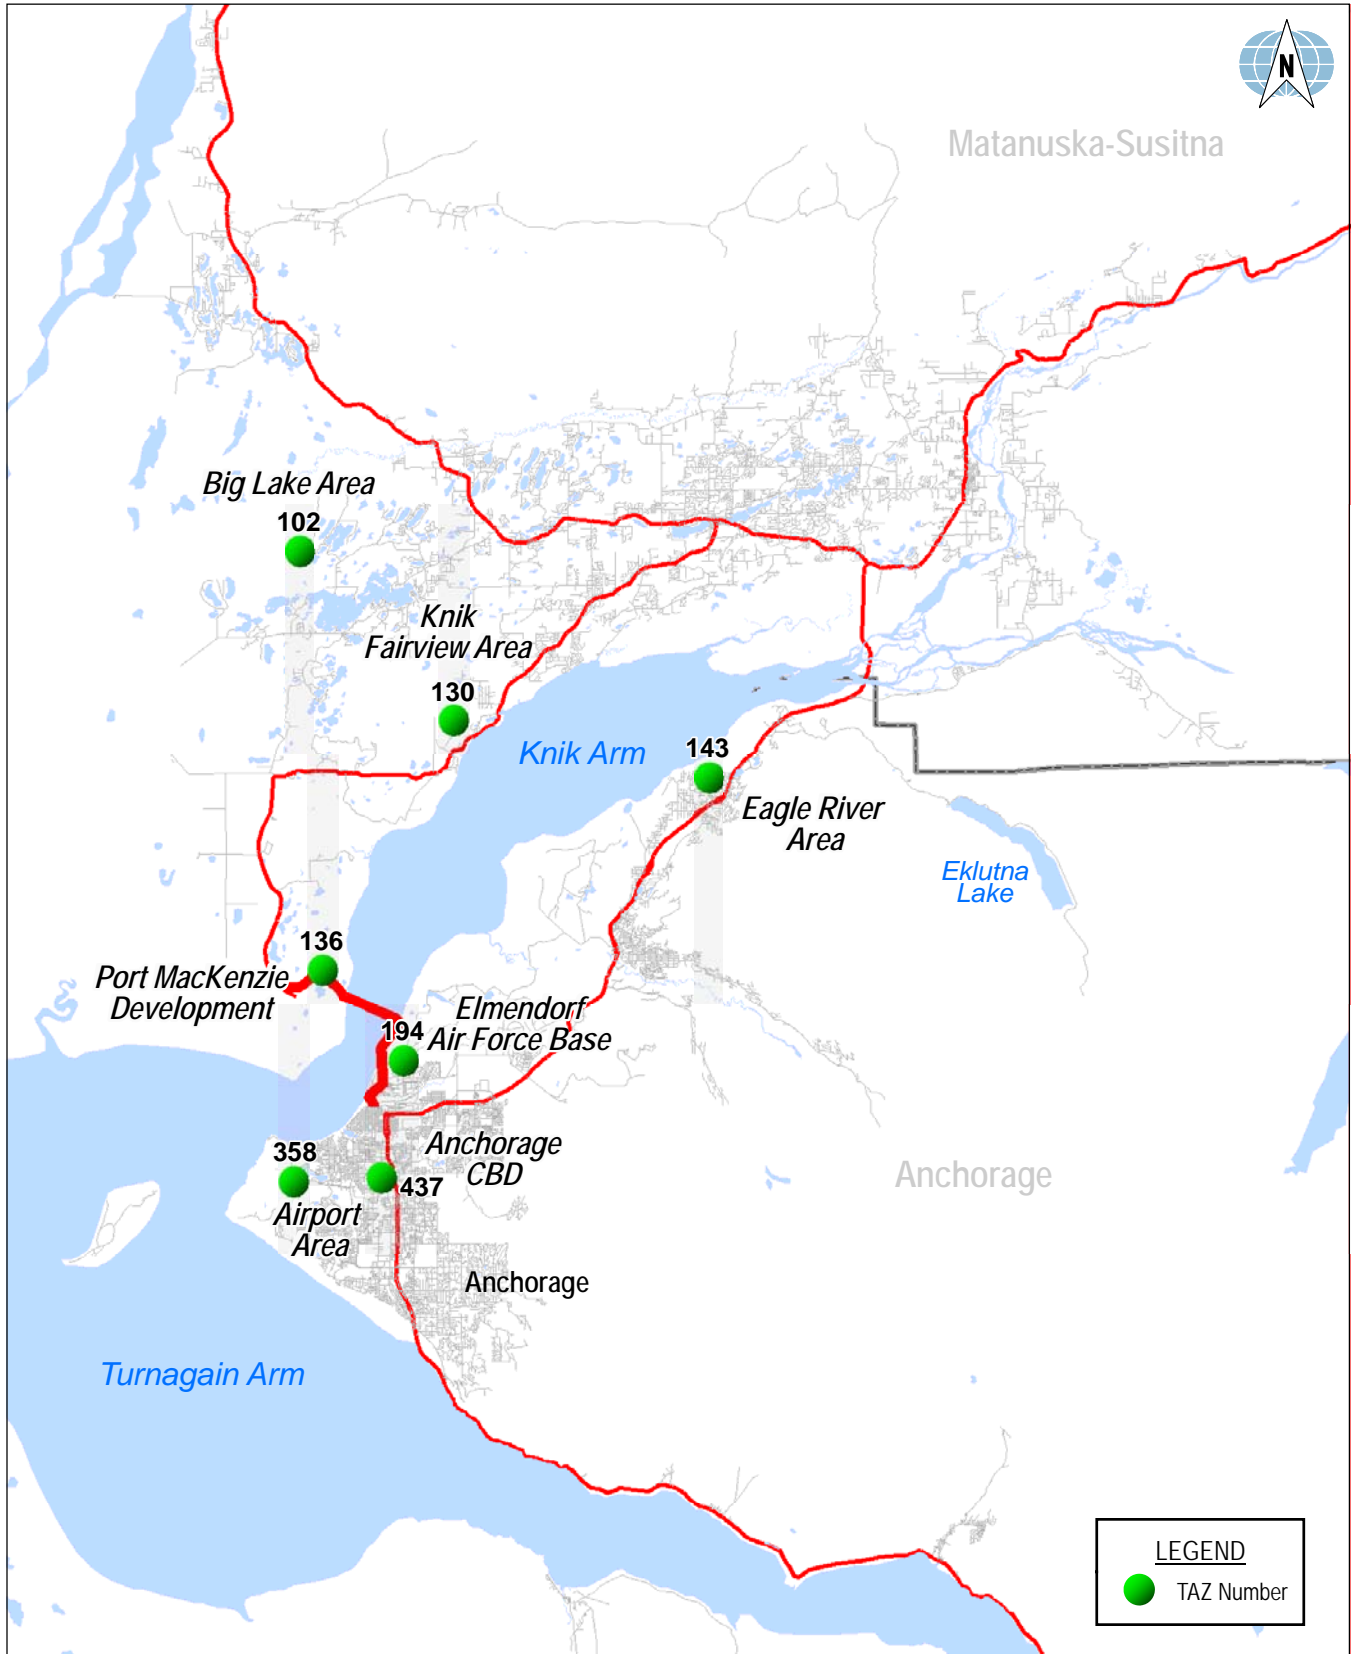 N
Matanuska-Susitna
Big Lake Area
102
Knik
Fairview Area
130
Knik Arm
143
Eagle River
Area
Eklutna
Lake
136
Port MacKenzie
Development
Elmendorf
Air Force Base
194
Anchorage
CBD
358
437
Airport
Area
Anchorage
Anchorage
Turnagain Arm
LEGEND
TAZ Number